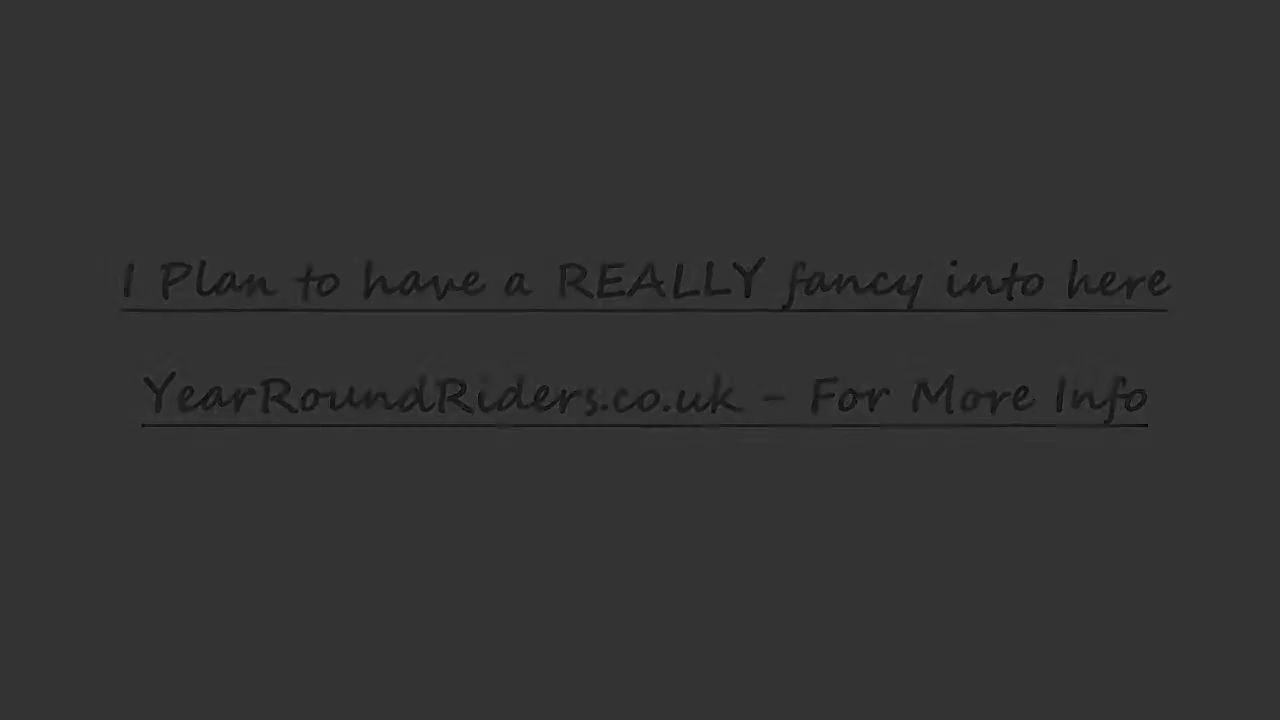 I Plan to have a REALLY fancy into here
YearRoundRiders.co.uk - For More Info